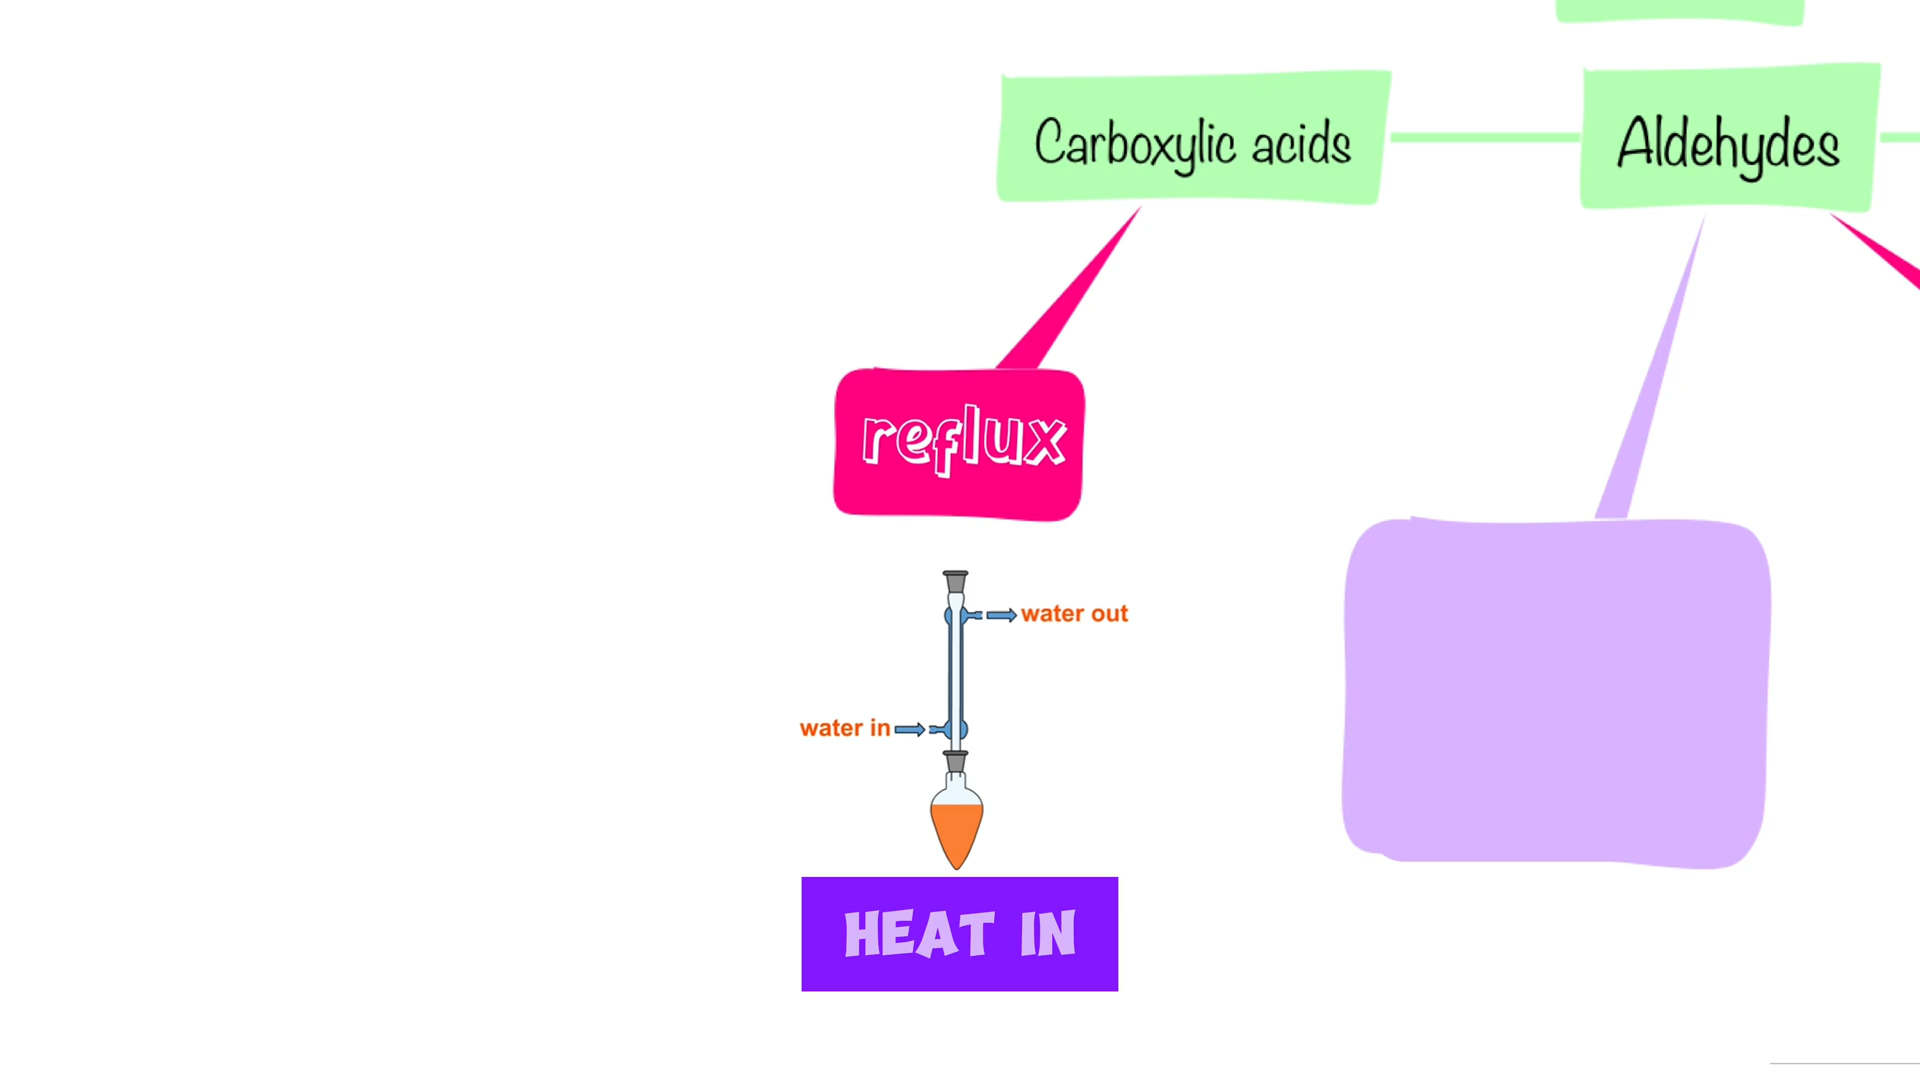 Carboxylic acids
Aldehydes
reflux
water out
water in
HEAT IN